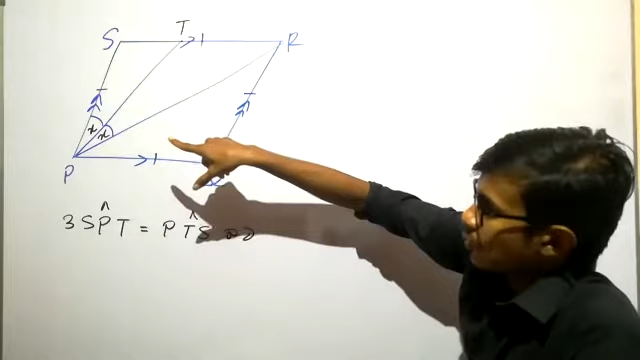 S T R
x x
P
3 SP̂T = PT̂S